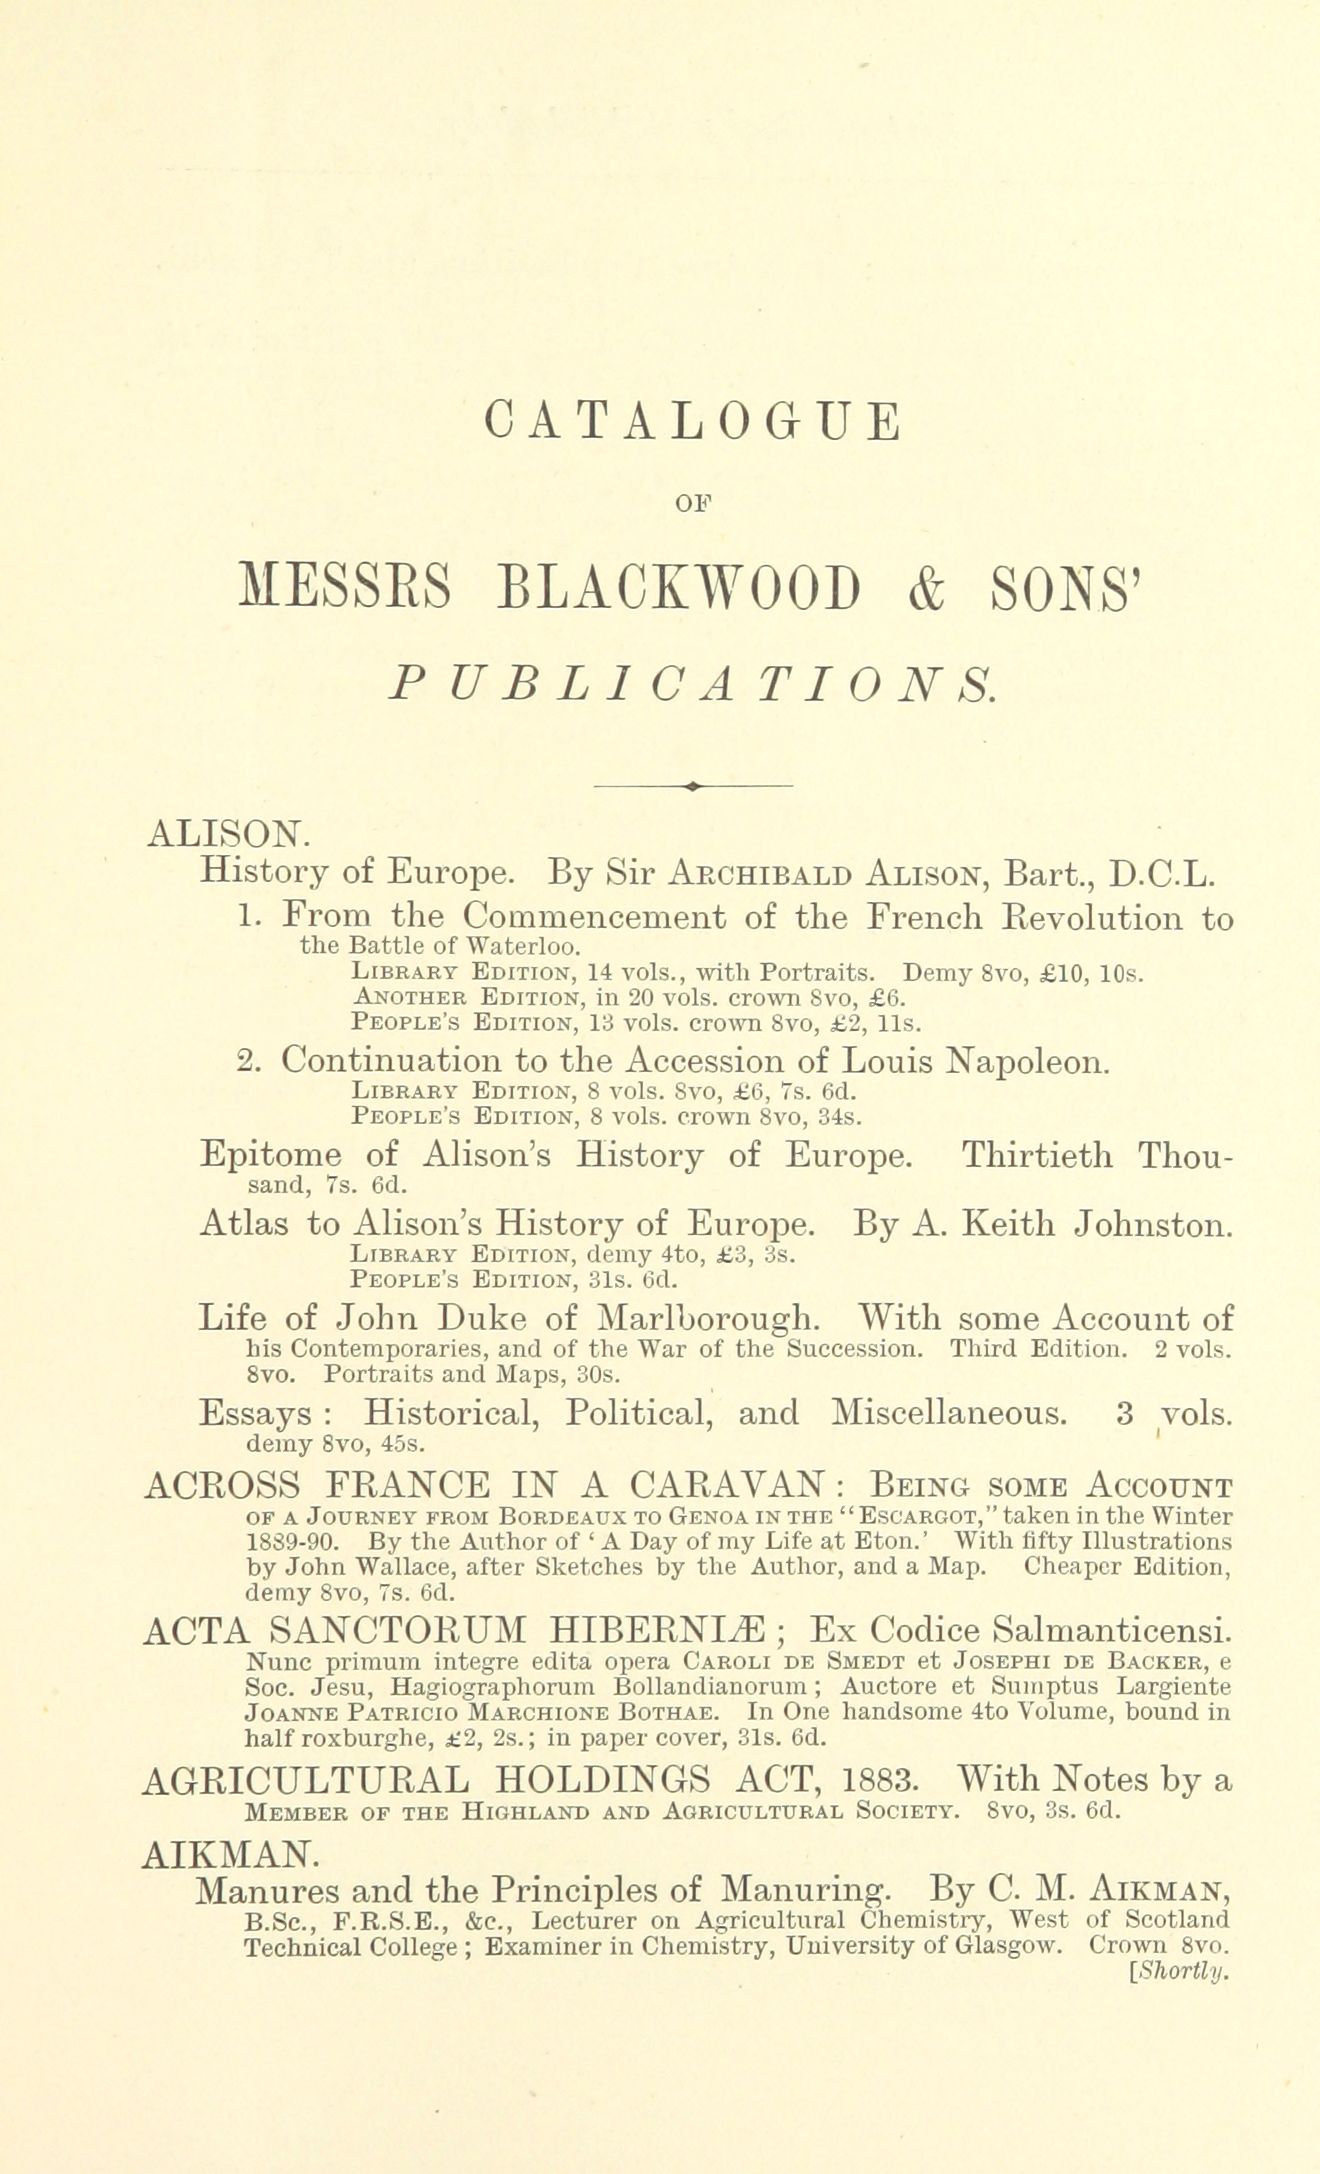 CATALOGUE
OF
MESSRS BLACKWOOD & SONS'
PUBLICATIONS.
ALISON.
History of Europe. By Sir ARCHIBALD ALISON, Bart., D.C.L.
1. From the Commencement of the French Revolution to
the Battle of Waterloo.
LIBRARY EDITION, 14 vols., with Portraits. Demy 8vo, £10, 10s.
ANOTHER EDITION, in 20 vols. crown 8vo, £6.
PEOPLE'S EDITION, 13 vols. crown 8vo, £2, 11s.
2. Continuation to the Accession of Louis Napoleon.
LIBRARY EDITION, 8 vols. 8vo, £6, 7s. 6d.
PEOPLE'S EDITION, 8 vols. crown 8vo, 34s.
Epitome of Alison's History of Europe. Thirtieth Thou-
sand, 7s. 6d.
Atlas to Alison's History of Europe. By A. Keith Johnston.
LIBRARY EDITION, demy 4to, £3, 3s.
PEOPLE'S EDITION, 31s. 6d.
Life of John Duke of Marlborough. With some Account of
his Contemporaries, and of the War of the Succession. Third Edition. 2 vols.
8vo. Portraits and Maps, 30s.
Essays : Historical, Political, and Miscellaneous. 3 vols.
demy 8vo, 45s.
ACROSS FRANCE IN A CARAVAN : BEING SOME ACCOUNT
OF A JOURNEY FROM BORDEAUX TO GENOA IN THE "ESCARGOT," taken in the Winter
1889-90. By the Author of ' A Day of my Life at Eton.' With fifty Illustrations
by John Wallace, after Sketches by the Author, and a Map. Cheaper Edition,
demy 8vo, 7s. 6d.
ACTA SANCTORUM HIBERNIÆ ; Ex Codice Salmanticensi.
Nunc primum integre edita opera CAROLI DE SMEDT et JOSEPHI DE BACKER, e
Soc. Jesu, Hagiographorum Bollandianorum ; Auctore et Sumptus Largiente
JOANNE PATRICIO MARCHIONE BOTHAE. In One handsome 4to Volume, bound in
half roxburghe, £2, 2s. ; in paper cover, 31s. 6d.
AGRICULTURAL HOLDINGS ACT, 1883. With Notes by a
MEMBER OF THE HIGHLAND AND AGRICULTURAL SOCIETY. 8vo, 3s. 6d.
AIKMAN.
Manures and the Principles of Manuring. By C. M. AIKMAN,
B.Sc., F.R.S.E., &c., Lecturer on Agricultural Chemistry, West of Scotland
Technical College ; Examiner in Chemistry, University of Glasgow. Crown 8vo.
[Shortly.